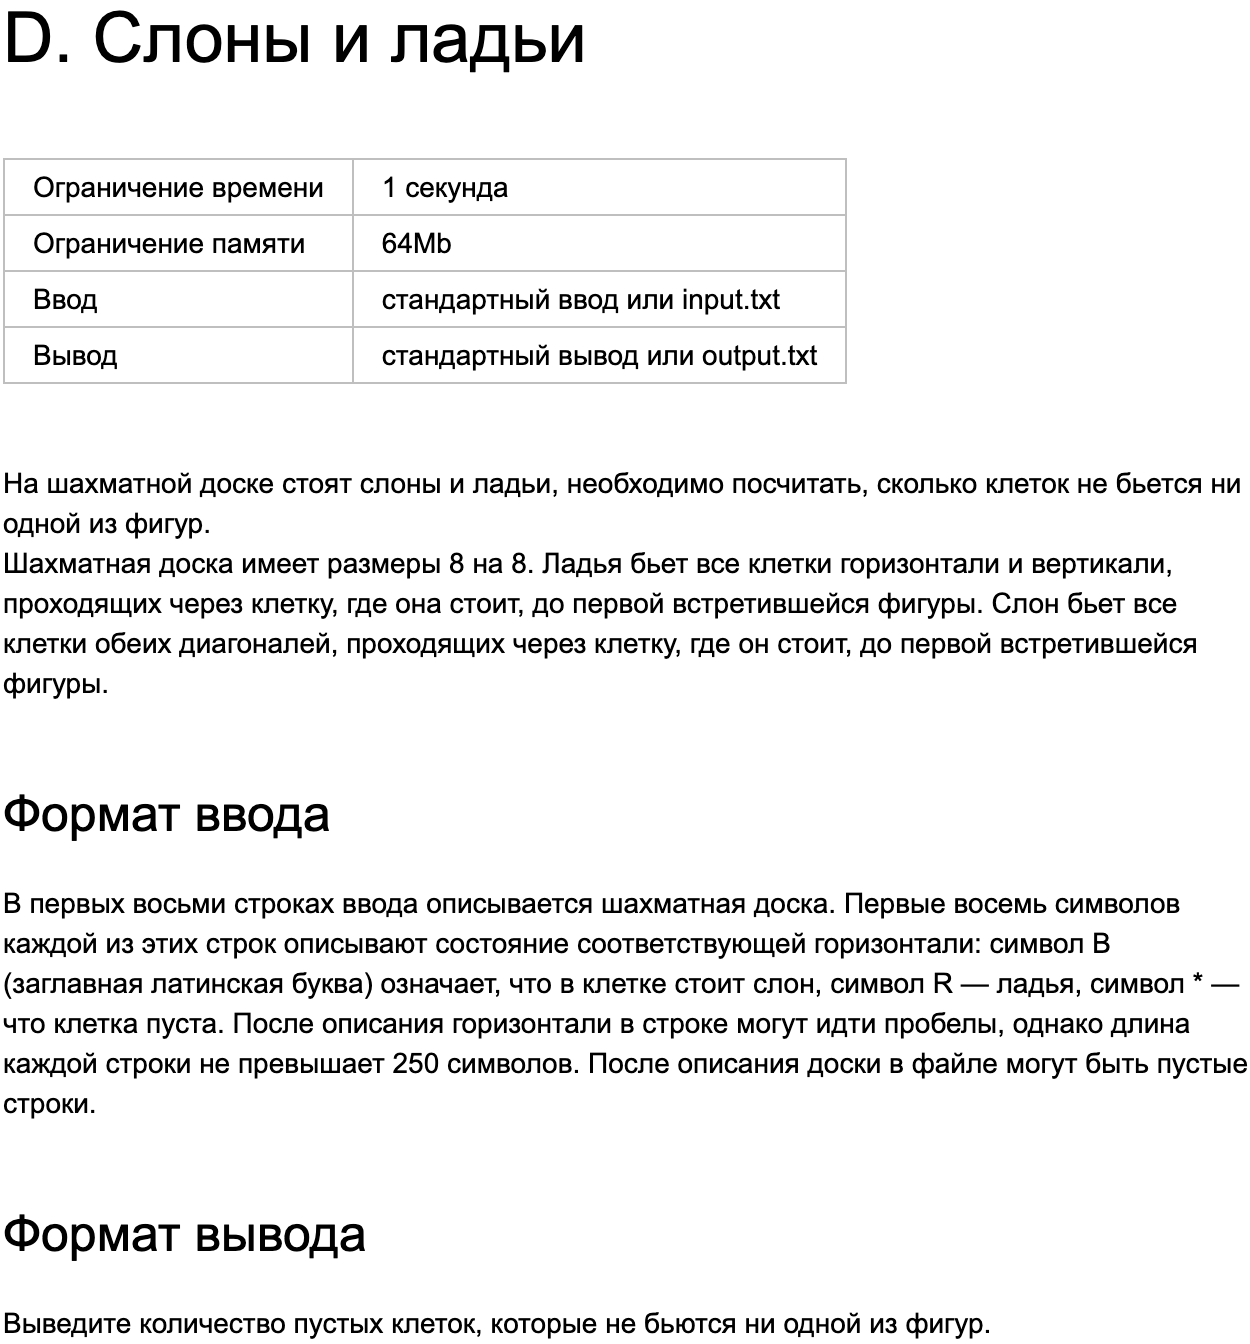 D. Слоны и ладьи
Ограничение времени 1 секунда
Ограничение памяти 64Mb
Ввод стандартный ввод или input.txt
Вывод стандартный вывод или output.txt
На шахматной доске стоят слоны и ладьи, необходимо посчитать, сколько клеток не бьется ни
одной из фигур.
Шахматная доска имеет размеры 8 на 8. Ладья бьет все клетки горизонтали и вертикали,
проходящих через клетку, где она стоит, до первой встретившейся фигуры. Слон бьет все
клетки обеих диагоналей, проходящих через клетку, где он стоит, до первой встретившейся
фигуры.
Формат ввода
В первых восьми строках ввода описывается шахматная доска. Первые восемь символов
каждой из этих строк описывают состояние соответствующей горизонтали: символ B
(заглавная латинская буква) означает, что в клетке стоит слон, символ R — ладья, символ * —
что клетка пуста. После описания горизонтали в строке могут идти пробелы, однако длина
каждой строки не превышает 250 символов. После описания доски в файле могут быть пустые
строки.
Формат вывода
Выведите количество пустых клеток, которые не бьются ни одной из фигур.